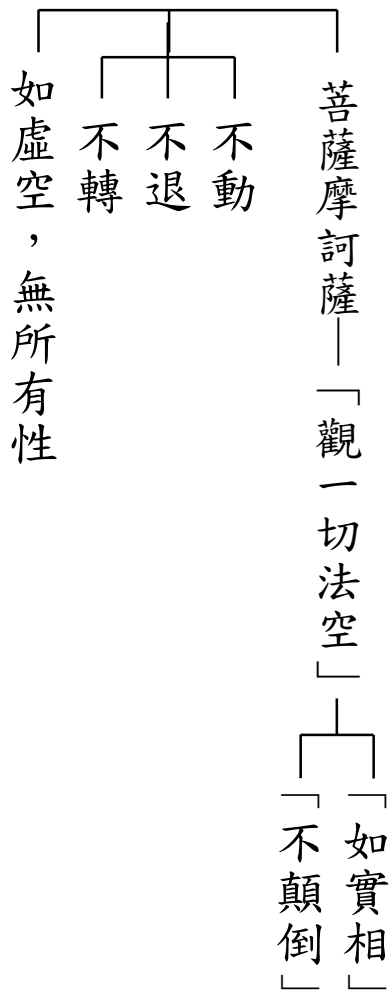 菩薩摩訶薩—「觀一切法空」
「如實相」
「不顛倒」
不動
不退
不轉
如虛空，無所有性